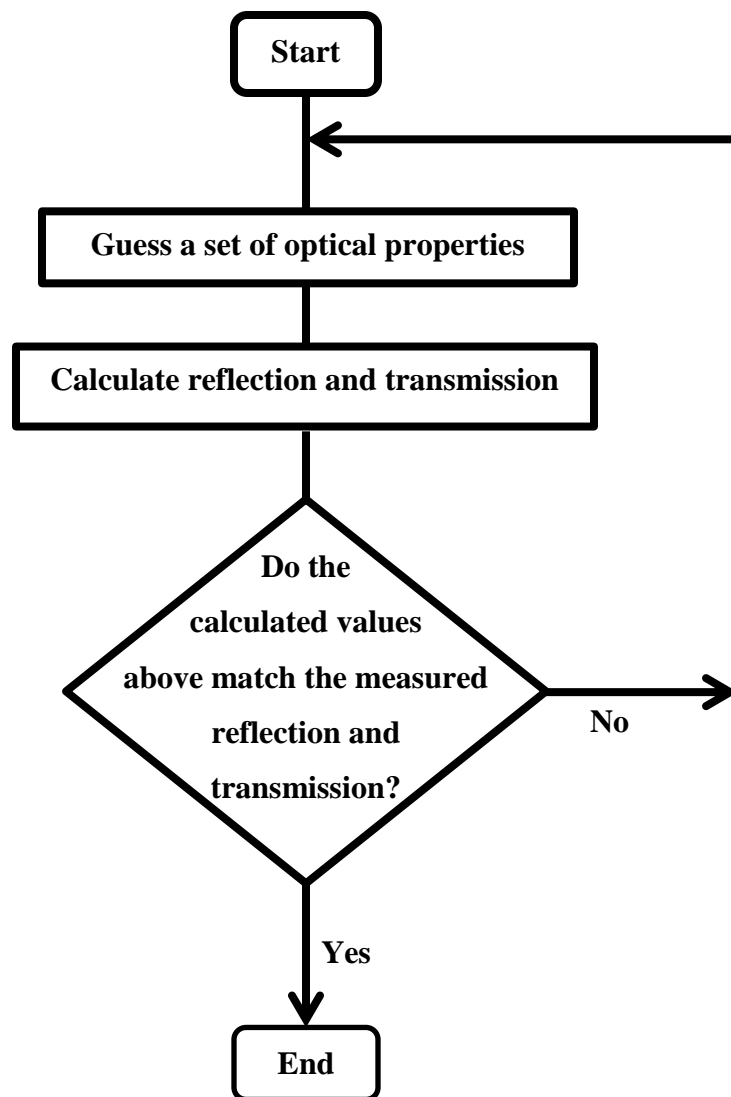 Start
Guess a set of optical properties
Calculate reflection and transmission
Do the
calculated values
above match the measured
reflection and
transmission?
No
Yes
End